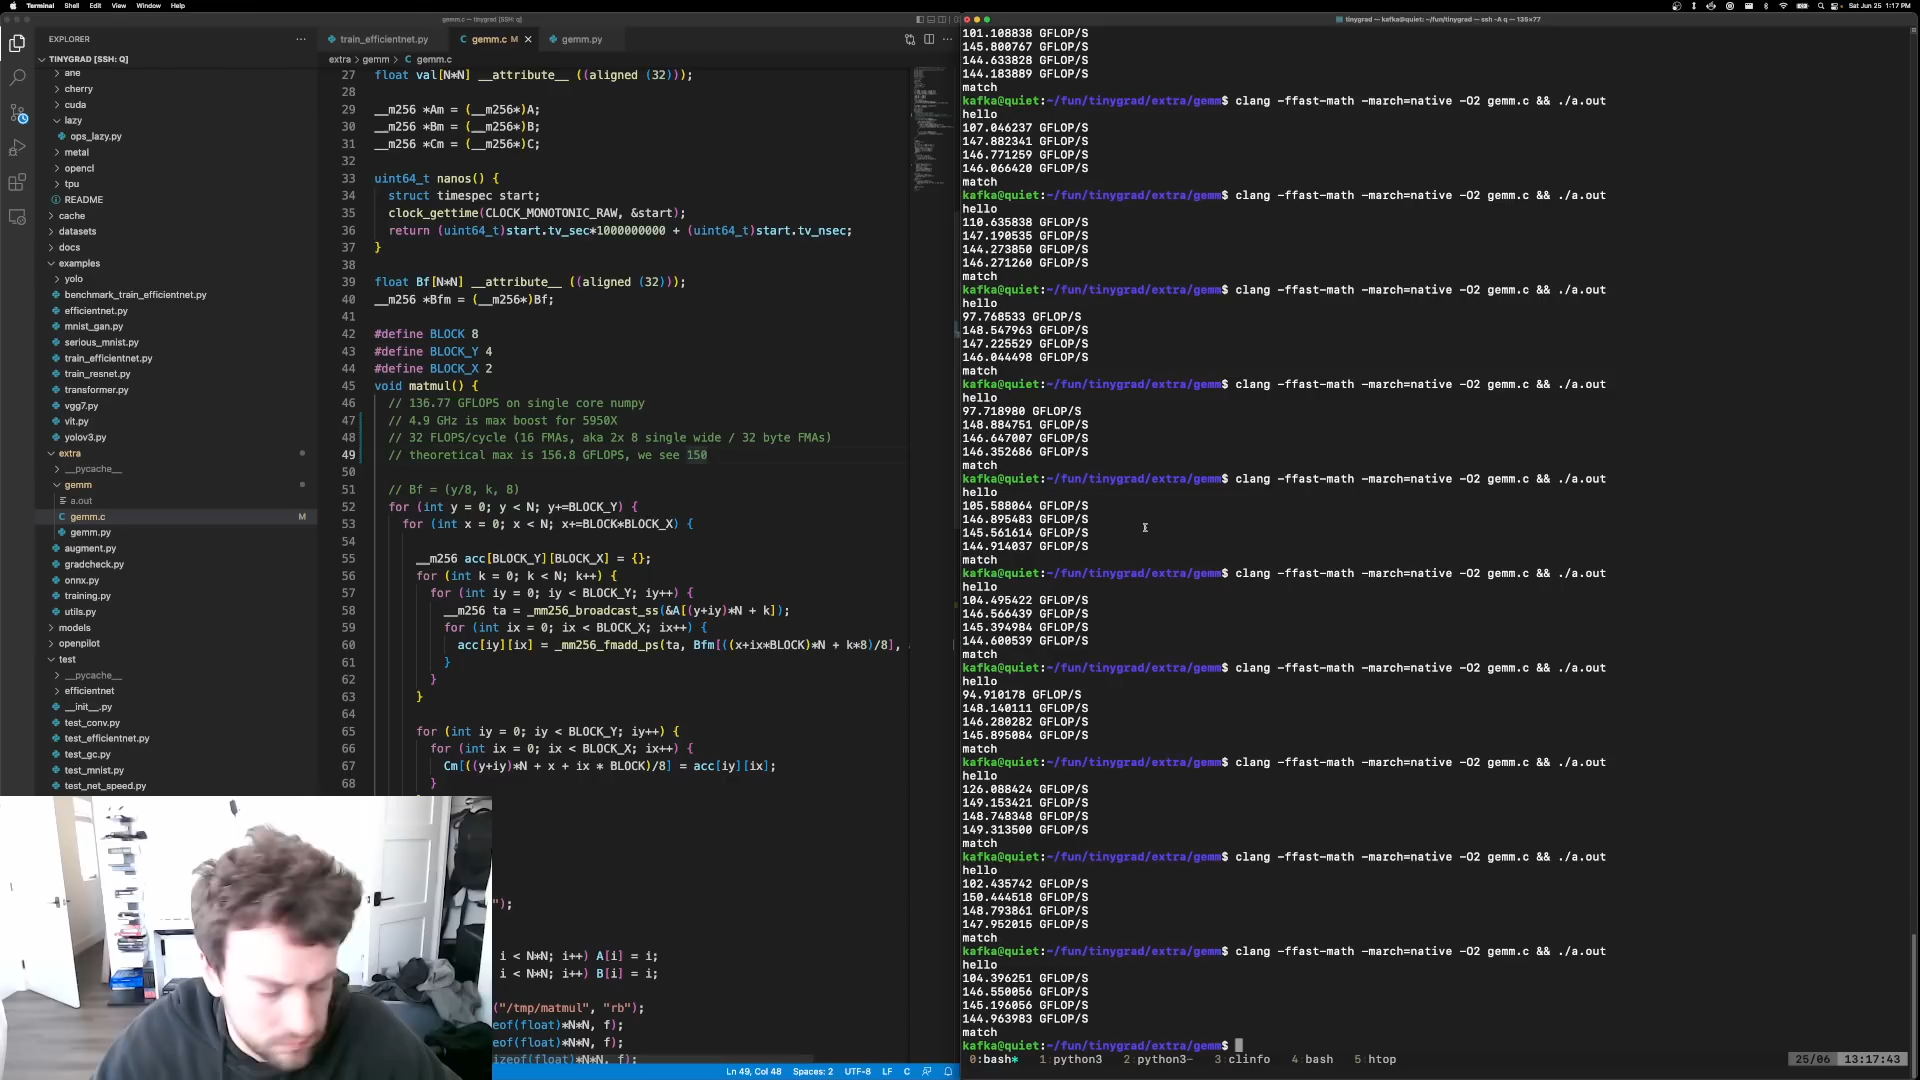 Terminal Shell Edit View Window Help
Sat Jun 25 1:17 PM
gemm.c — tinygrad [SSH: q]
tinygrad — kafka@quiet: ~/fun/tinygrad — ssh -A q — 135×77
EXPLORER
TINYGRAD [SSH: Q]
ane
cherry
cuda
lazy
ops_lazy.py
metal
opencl
tpu
README
cache
datasets
docs
examples
yolo
benchmark_train_efficientnet.py
efficientnet.py
mnist_gan.py
serious_mnist.py
train_efficientnet.py
train_resnet.py
transformer.py
vgg7.py
vit.py
yolov3.py
extra
__pycache__
gemm
a.out
gemm.c M
gemm.py
augment.py
gradcheck.py
onnx.py
training.py
utils.py
models
openpilot
test
__pycache__
efficientnet
__init__.py
test_conv.py
test_efficientnet.py
test_gc.py
test_mnist.py
test_net_speed.py
train_efficientnet.py
gemm.c M
gemm.py
extra > gemm > gemm.c
27 float val[N*N] __attribute__ ((aligned (32)));
28
29 __m256 *Am = (__m256*)A;
30 __m256 *Bm = (__m256*)B;
31 __m256 *Cm = (__m256*)C;
32
33 uint64_t nanos() {
34 struct timespec start;
35 clock_gettime(CLOCK_MONOTONIC_RAW, &start);
36 return (uint64_t)start.tv_sec*1000000000 + (uint64_t)start.tv_nsec;
37 }
38
39 float Bf[N*N] __attribute__ ((aligned (32)));
40 __m256 *Bfm = (__m256*)Bf;
41
42 #define BLOCK 8
43 #define BLOCK_Y 4
44 #define BLOCK_X 2
45 void matmul() {
46 // 136.77 GFLOPS on single core numpy
47 // 4.9 GHz is max boost for 5950X
48 // 32 FLOPS/cycle (16 FMAs, aka 2x 8 single wide / 32 byte FMAs)
49 // theoretical max is 156.8 GFLOPS, we see 150
50
51 // Bf = (y/8, k, 8)
52 for (int y = 0; y < N; y+=BLOCK_Y) {
53 for (int x = 0; x < N; x+=BLOCK*BLOCK_X) {
54
55 __m256 acc[BLOCK_Y][BLOCK_X] = {};
56 for (int k = 0; k < N; k++) {
57 for (int iy = 0; iy < BLOCK_Y; iy++) {
58 __m256 ta = _mm256_broadcast_ss(&A[(y+iy)*N + k]);
59 for (int ix = 0; ix < BLOCK_X; ix++) {
60 acc[iy][ix] = _mm256_fmadd_ps(ta, Bfm[((x+ix*BLOCK)*N + k*8)/8],
61 }
62 }
63 }
64
65 for (int iy = 0; iy < BLOCK_Y; iy++) {
66 for (int ix = 0; ix < BLOCK_X; ix++) {
67 Cm[((y+iy)*N + x + ix * BLOCK)/8] = acc[iy][ix];
68 }
");
i < N*N; i++) A[i] = i;
i < N*N; i++) B[i] = i;
("/tmp/matmul", "rb");
eof(float)*N*N, f);
eof(float)*N*N, f);
izeof(float)*N*N, f);
Ln 49, Col 48 Spaces: 2 UTF-8 LF C
101.108838 GFLOP/S
145.800767 GFLOP/S
144.633828 GFLOP/S
144.183889 GFLOP/S
match
kafka@quiet:~/fun/tinygrad/extra/gemm$ clang -ffast-math -march=native -O2 gemm.c && ./a.out
hello
107.046237 GFLOP/S
147.882341 GFLOP/S
146.771259 GFLOP/S
146.066420 GFLOP/S
match
kafka@quiet:~/fun/tinygrad/extra/gemm$ clang -ffast-math -march=native -O2 gemm.c && ./a.out
hello
110.635838 GFLOP/S
147.190535 GFLOP/S
144.273850 GFLOP/S
146.271260 GFLOP/S
match
kafka@quiet:~/fun/tinygrad/extra/gemm$ clang -ffast-math -march=native -O2 gemm.c && ./a.out
hello
97.768533 GFLOP/S
148.547963 GFLOP/S
147.225529 GFLOP/S
146.044498 GFLOP/S
match
kafka@quiet:~/fun/tinygrad/extra/gemm$ clang -ffast-math -march=native -O2 gemm.c && ./a.out
hello
97.718980 GFLOP/S
148.884751 GFLOP/S
146.647007 GFLOP/S
146.352686 GFLOP/S
match
kafka@quiet:~/fun/tinygrad/extra/gemm$ clang -ffast-math -march=native -O2 gemm.c && ./a.out
hello
105.588064 GFLOP/S
146.895483 GFLOP/S
145.561614 GFLOP/S
144.914037 GFLOP/S
match
kafka@quiet:~/fun/tinygrad/extra/gemm$ clang -ffast-math -march=native -O2 gemm.c && ./a.out
hello
104.495422 GFLOP/S
146.566439 GFLOP/S
145.394984 GFLOP/S
144.600539 GFLOP/S
match
kafka@quiet:~/fun/tinygrad/extra/gemm$ clang -ffast-math -march=native -O2 gemm.c && ./a.out
hello
94.910178 GFLOP/S
148.140111 GFLOP/S
146.280282 GFLOP/S
145.895084 GFLOP/S
match
kafka@quiet:~/fun/tinygrad/extra/gemm$ clang -ffast-math -march=native -O2 gemm.c && ./a.out
hello
126.088424 GFLOP/S
149.153421 GFLOP/S
148.748348 GFLOP/S
149.313500 GFLOP/S
match
kafka@quiet:~/fun/tinygrad/extra/gemm$ clang -ffast-math -march=native -O2 gemm.c && ./a.out
hello
102.435742 GFLOP/S
150.444518 GFLOP/S
148.793861 GFLOP/S
147.952015 GFLOP/S
match
kafka@quiet:~/fun/tinygrad/extra/gemm$ clang -ffast-math -march=native -O2 gemm.c && ./a.out
hello
104.396251 GFLOP/S
146.550056 GFLOP/S
145.196056 GFLOP/S
144.963983 GFLOP/S
match
kafka@quiet:~/fun/tinygrad/extra/gemm$
0:bash* 1:python3 2:python3- 3:clinfo 4:bash 5:htop
25/06 13:17:43